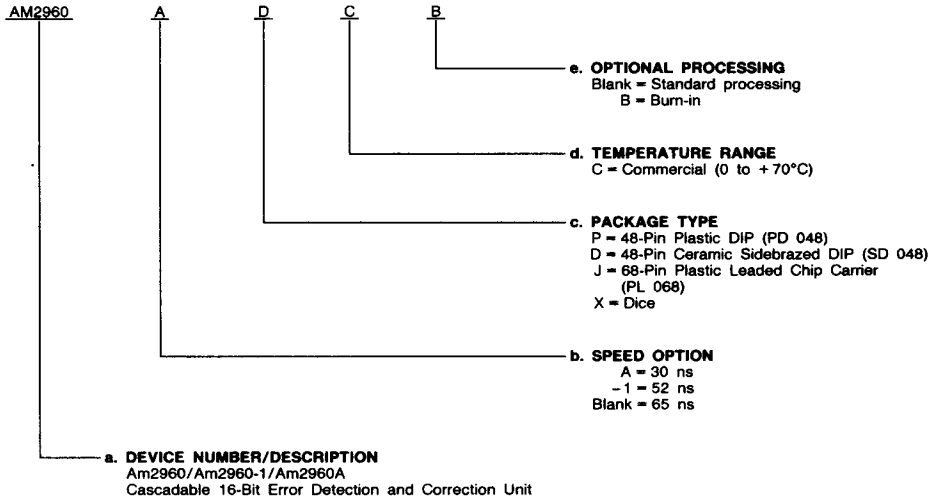 AM2960 A D C B
e. OPTIONAL PROCESSING
Blank = Standard processing
B = Burn-in
d. TEMPERATURE RANGE
C = Commercial (0 to +70°C)
c. PACKAGE TYPE
P = 48-Pin Plastic DIP (PD 048)
D = 48-Pin Ceramic Sidebrazed DIP (SD 048)
J = 68-Pin Plastic Leaded Chip Carrier
(PL 068)
X = Dice
b. SPEED OPTION
A = 30 ns
-1 = 52 ns
Blank = 65 ns
a. DEVICE NUMBER/DESCRIPTION
Am2960/Am2960-1/Am2960A
Cascadable 16-Bit Error Detection and Correction Unit